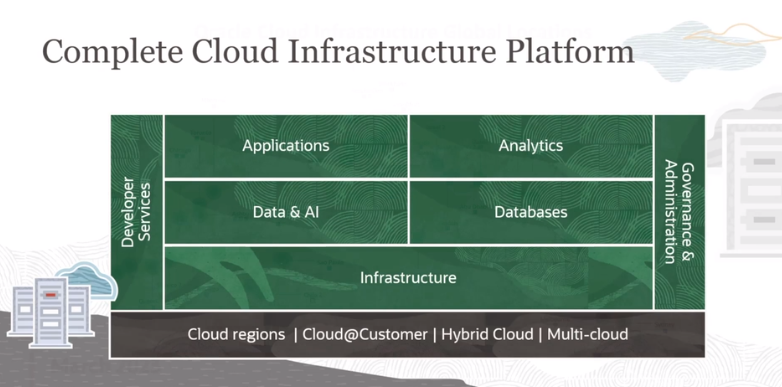 Complete Cloud Infrastructure Platform
Developer
Services
Applications
Analytics
Data & AI
Databases
Infrastructure
Governance &
Administration
Cloud regions | Cloud@Customer | Hybrid Cloud | Multi-cloud